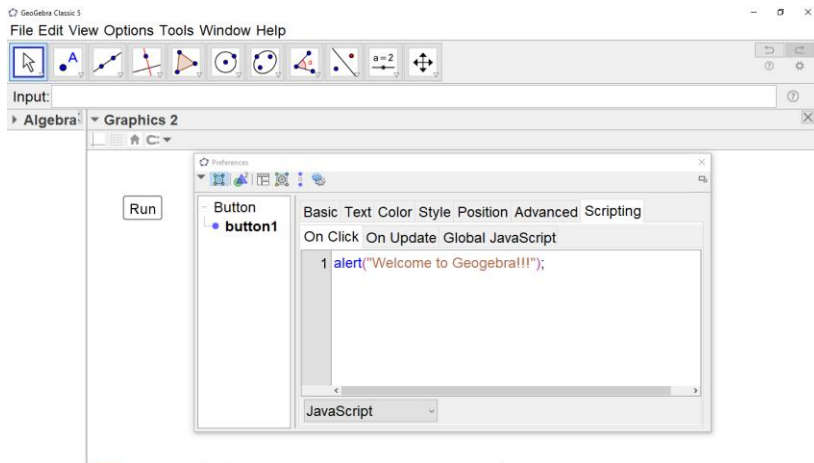 GeoGebra Classic 5
File Edit View Options Tools Window Help
A
α
a=2
Input:
Algebra
Graphics 2
Preferences
Run
Button
button1
Basic Text Color Style Position Advanced Scripting
On Click On Update Global JavaScript
1 alert("Welcome to Geogebra!!!");
JavaScript